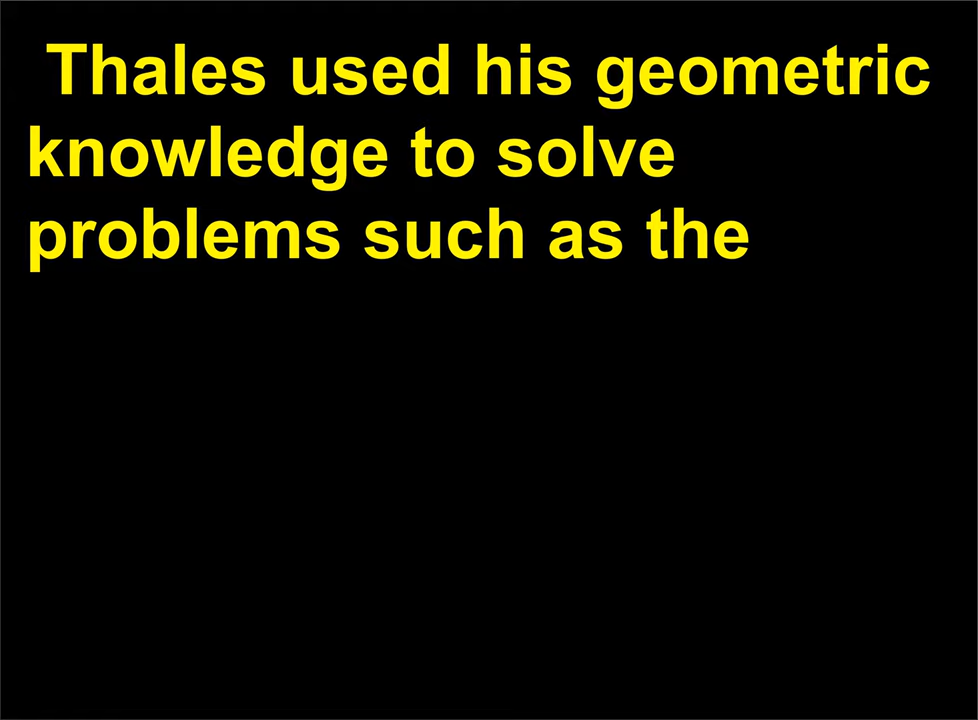 Thales used his geometric
knowledge to solve
problems such as the